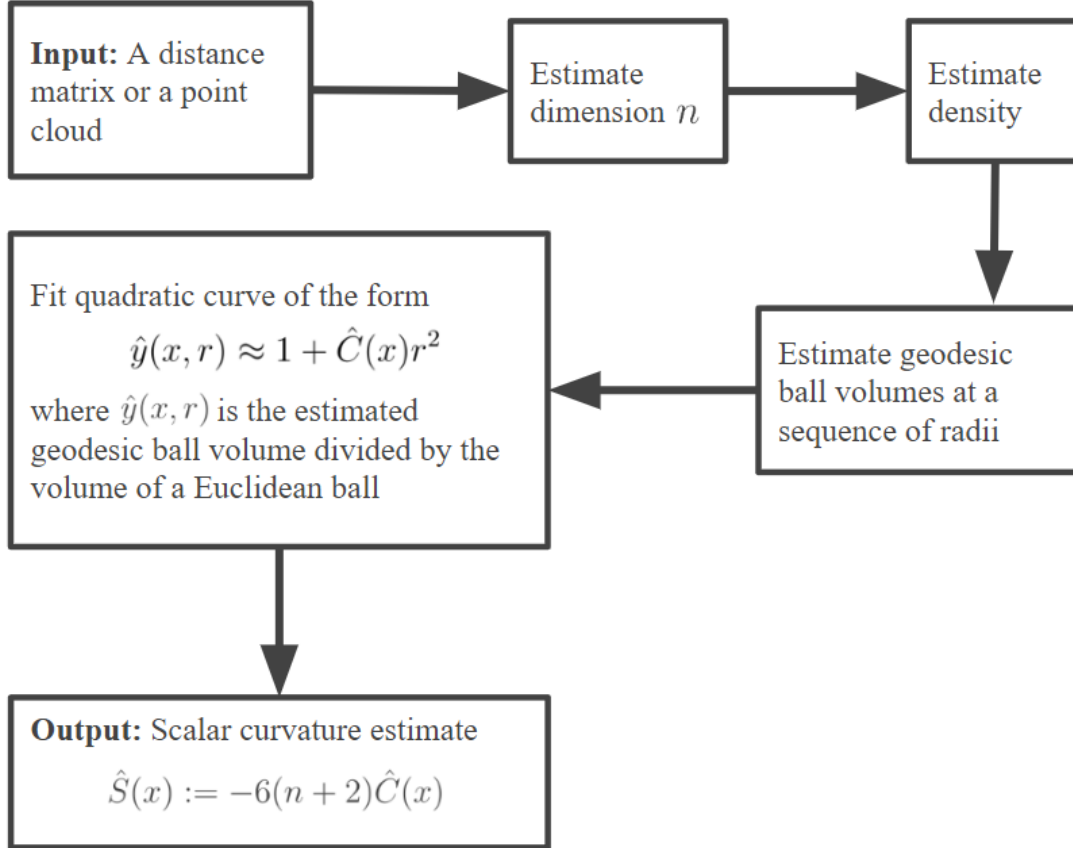 Input: A distance
matrix or a point
cloud
Estimate
dimension n
Estimate
density
Estimate geodesic
ball volumes at a
sequence of radii
Fit quadratic curve of the form
ŷ(x, r) ≈ 1 + Ĉ(x)r²
where ŷ(x, r) is the estimated
geodesic ball volume divided by the
volume of a Euclidean ball
Output: Scalar curvature estimate
Ŝ(x) := −6(n + 2)Ĉ(x)